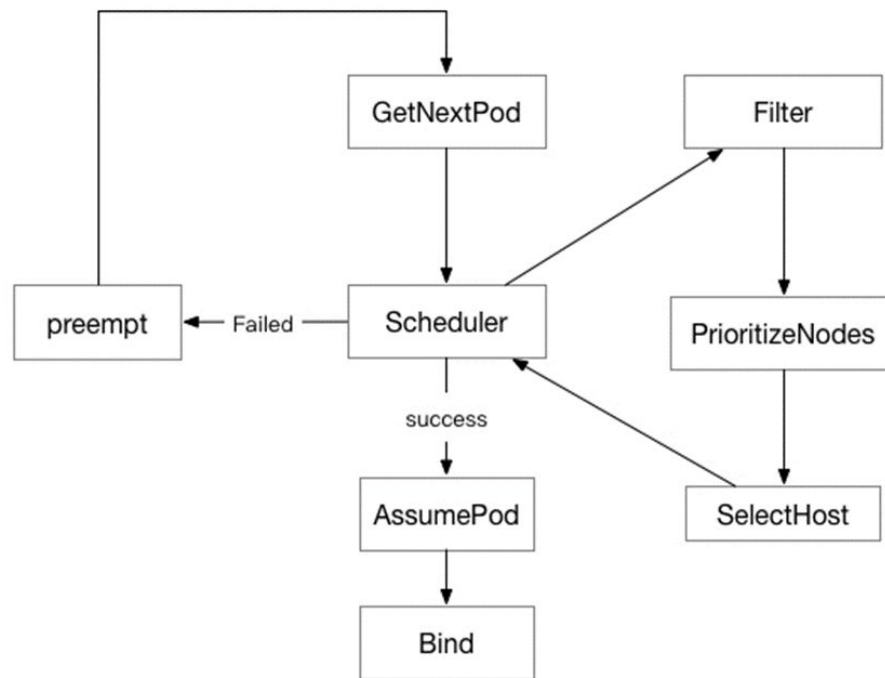 GetNextPod
Filter
preempt
Failed
Scheduler
PrioritizeNodes
success
AssumePod
SelectHost
Bind